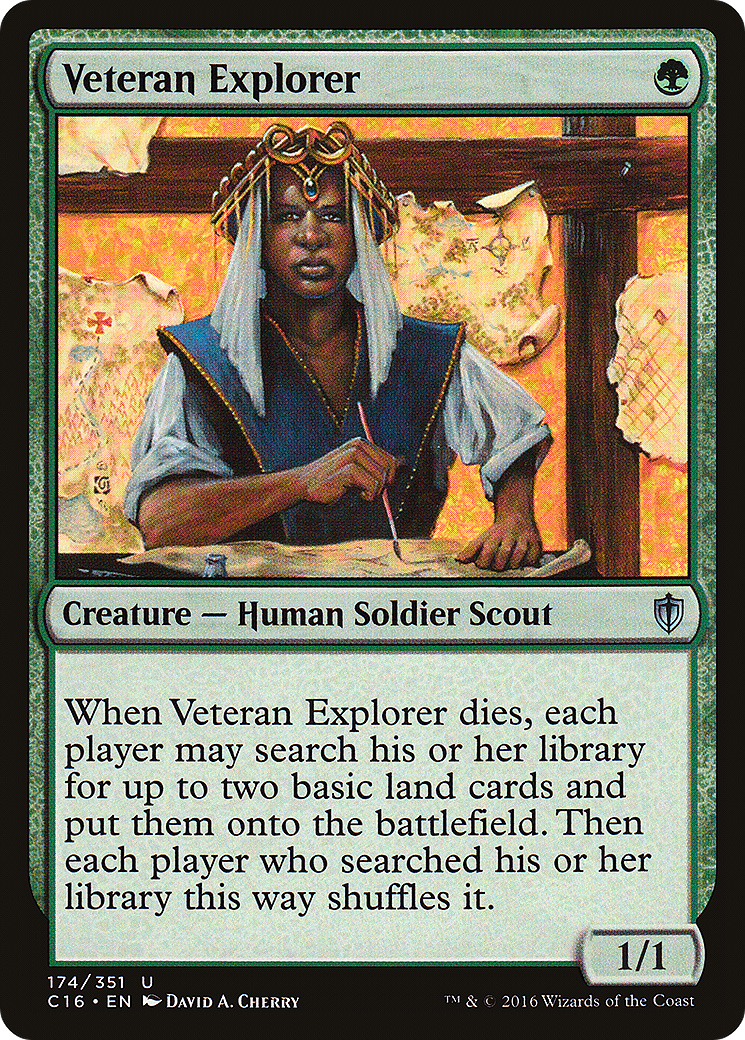 Veteran Explorer
Creature — Human Soldier Scout
When Veteran Explorer dies, each
player may search his or her library
for up to two basic land cards and
put them onto the battlefield. Then
each player who searched his or her
library this way shuffles it.
1/1
174/351 U
C16 • EN David A. Cherry
™ & © 2016 Wizards of the Coast